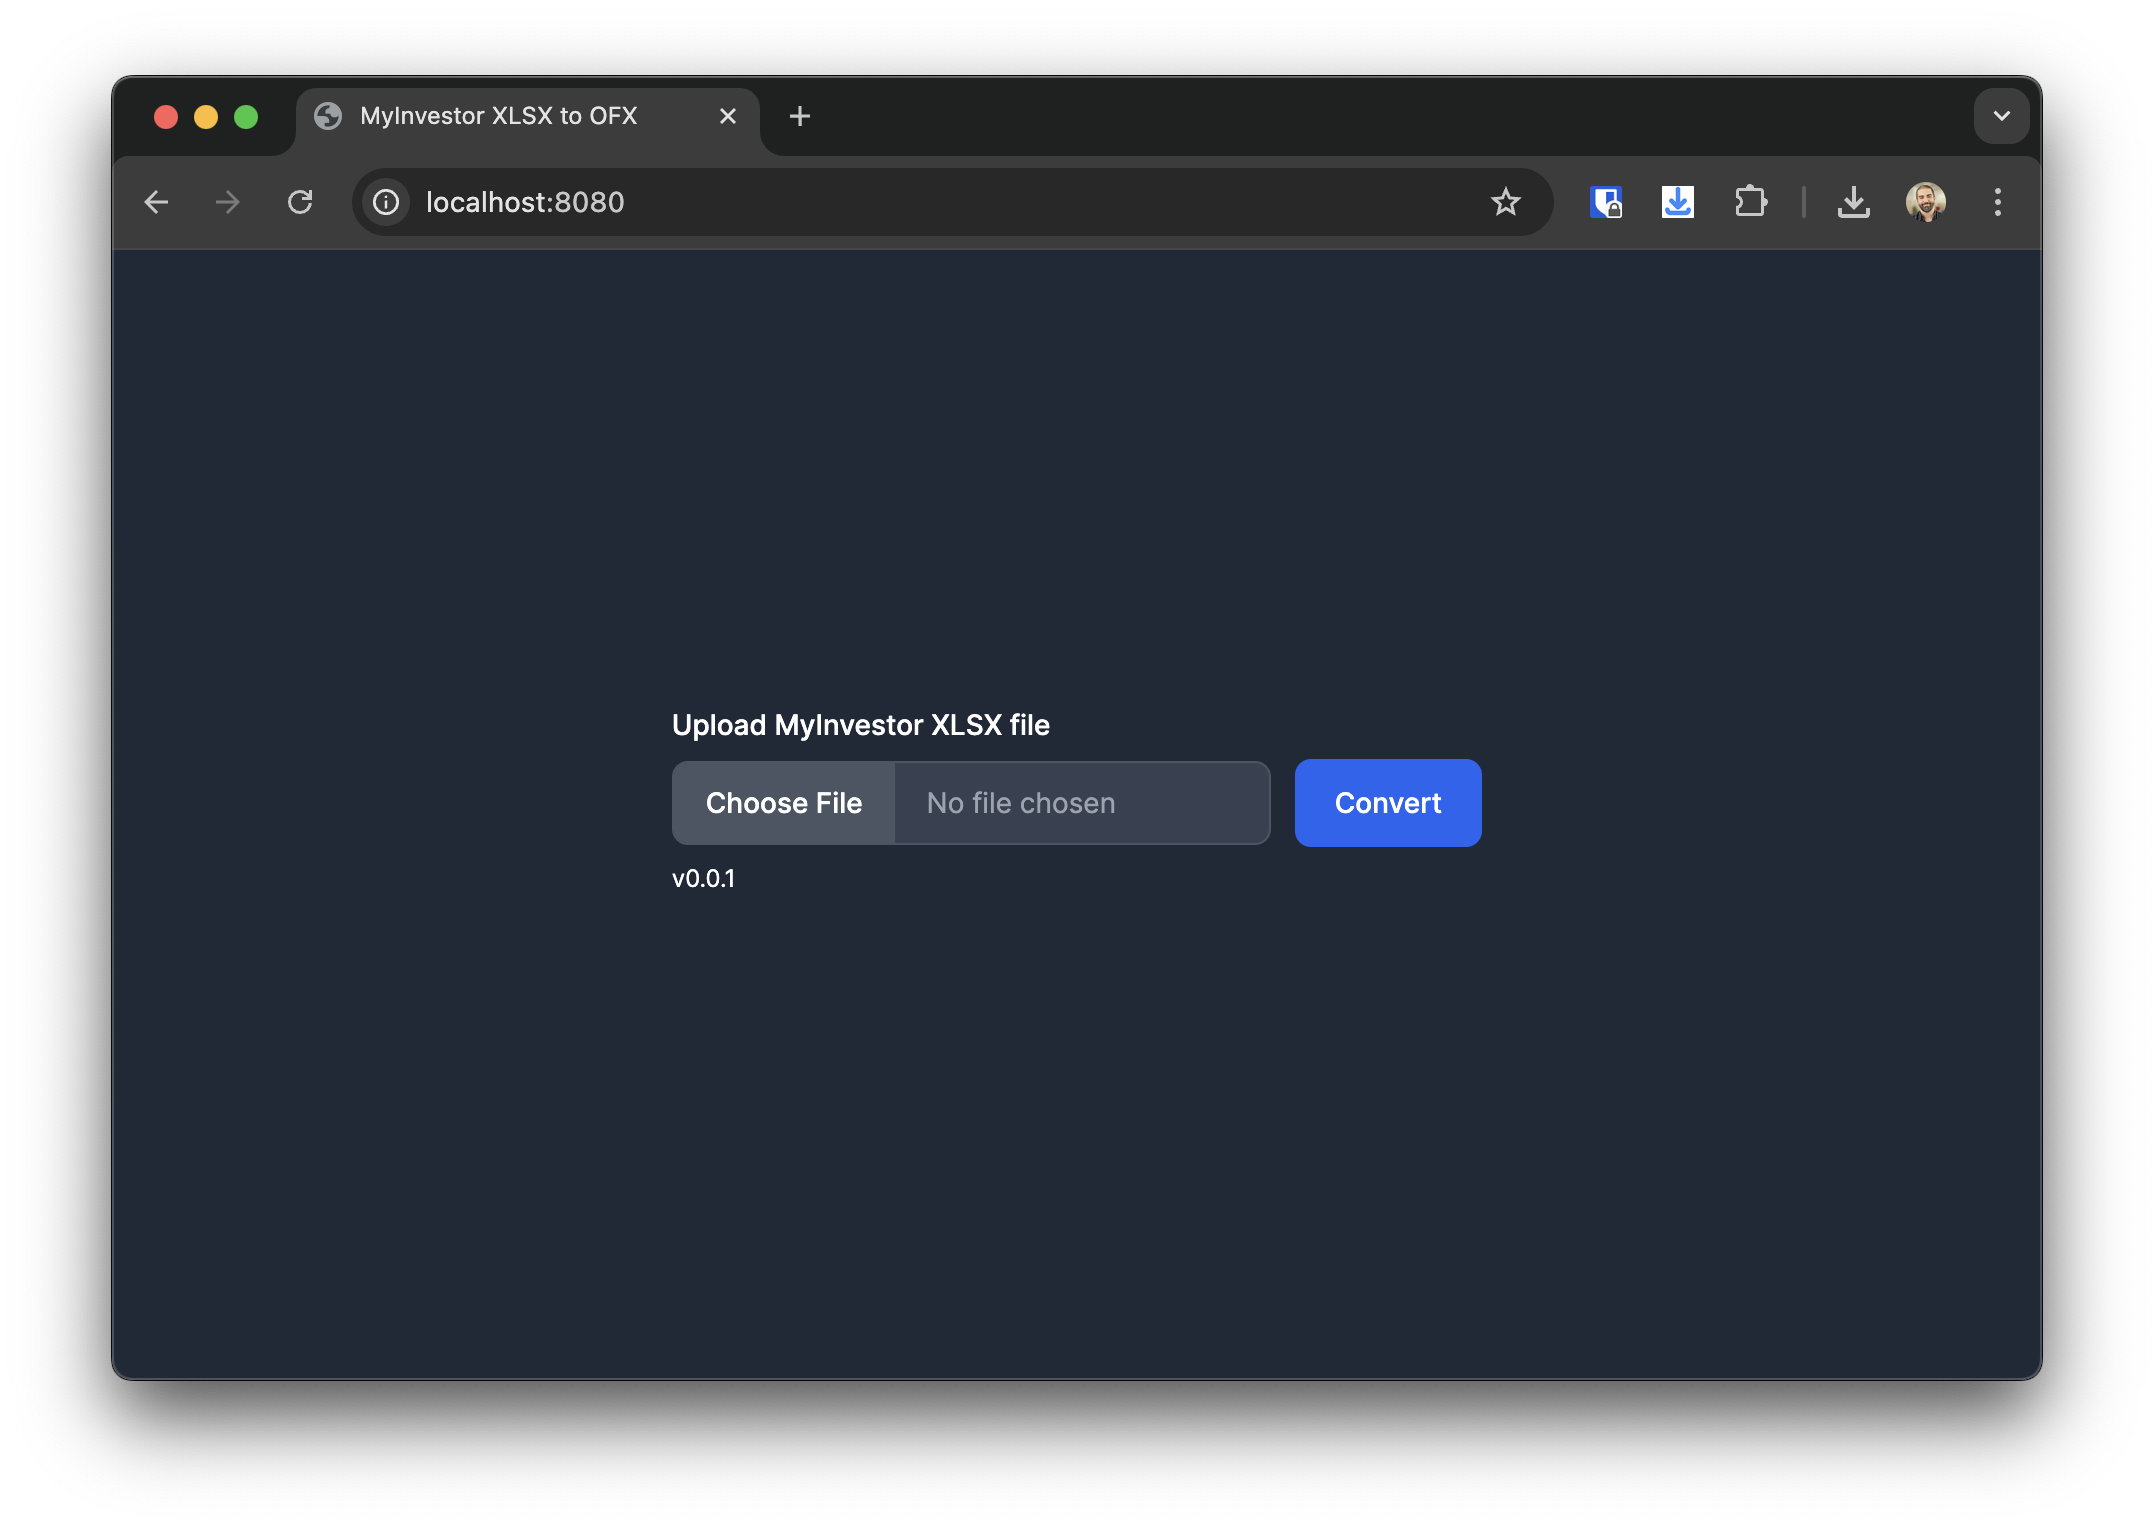 MyInvestor XLSX to OFX
localhost:8080
Upload MyInvestor XLSX file
Choose File No file chosen Convert
v0.0.1